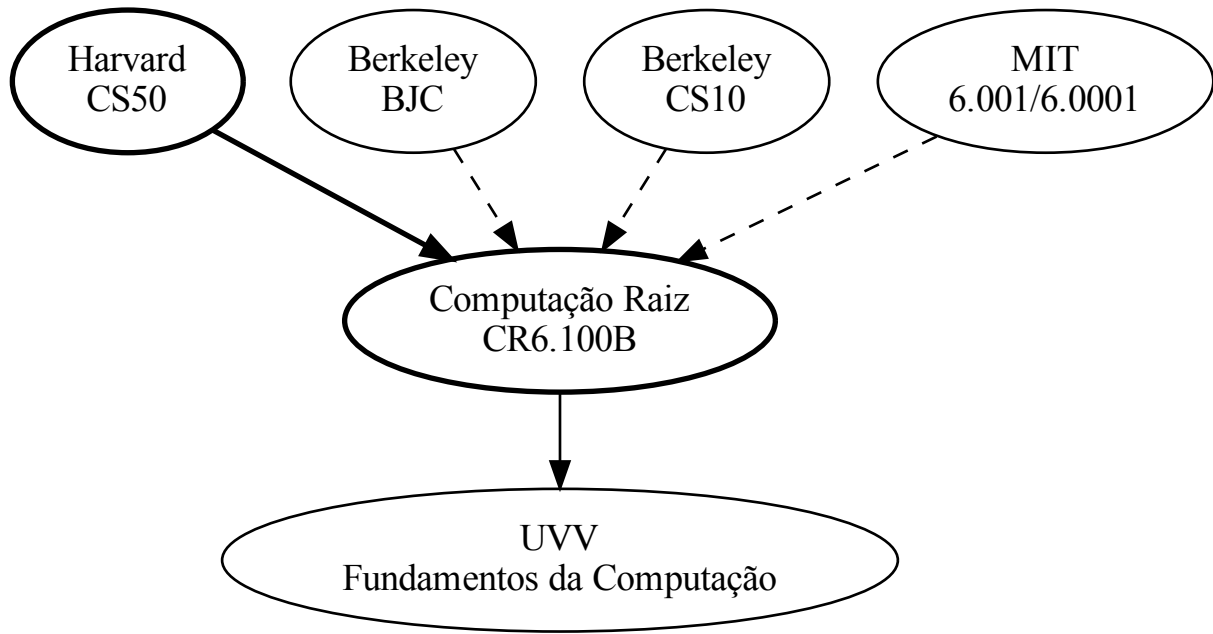 Harvard
CS50
Berkeley
BJC
Berkeley
CS10
MIT
6.001/6.0001
Computação Raiz
CR6.100B
UVV
Fundamentos da Computação